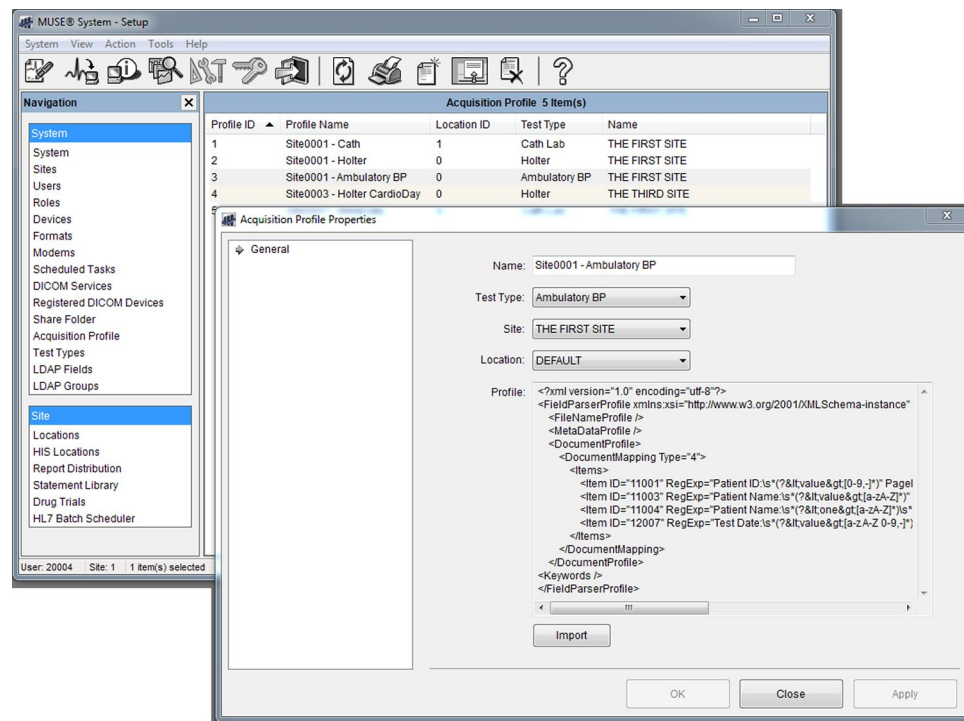 MUSE® System - Setup
System View Action Tools Help
Navigation
Acquisition Profile 5 Item(s)
System
System
Sites
Users
Roles
Devices
Formats
Modems
Scheduled Tasks
DICOM Services
Registered DICOM Devices
Share Folder
Acquisition Profile
Test Types
LDAP Fields
LDAP Groups
Site
Locations
HIS Locations
Report Distribution
Statement Library
Drug Trials
HL7 Batch Scheduler
Profile ID Profile Name Location ID Test Type Name
1 Site0001 - Cath 1 Cath Lab THE FIRST SITE
2 Site0001 - Holter 0 Holter THE FIRST SITE
3 Site0001 - Ambulatory BP 0 Ambulatory BP THE FIRST SITE
4 Site0003 - Holter CardioDay 0 Holter THE THIRD SITE
User: 20004 Site: 1 1 item(s) selected
Acquisition Profile Properties
General
Name: Site0001 - Ambulatory BP
Test Type: Ambulatory BP
Site: THE FIRST SITE
Location: DEFAULT
Profile: <?xml version="1.0" encoding="utf-8"?>
<FieldParserProfile xmlns:xsi="http://www.w3.org/2001/XMLSchema-instance"
<FileNameProfile />
<MetaDataProfile />
<DocumentProfile>
<DocumentMapping Type="4">
<Items>
<Item ID="11001" RegExp="Patient ID:\s*(?&lt;value&gt;[0-9,-]*)" PageI
<Item ID="11003" RegExp="Patient Name:\s*(?&lt;value&gt;[a-zA-Z]*)"
<Item ID="11004" RegExp="Patient Name:\s*(?&lt;one&gt;[a-zA-Z]*)\s*
<Item ID="12007" RegExp="Test Date:\s*(?&lt;value&gt;[a-z A-Z 0-9,-]*)
</Items>
</DocumentMapping>
</DocumentProfile>
<Keywords />
</FieldParserProfile>
Import
OK Close Apply